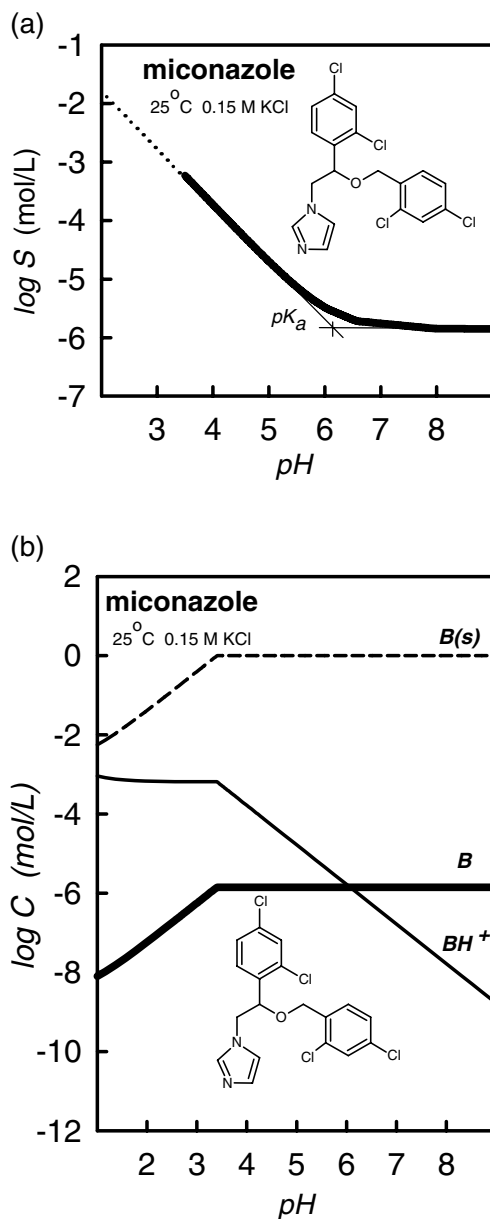 (a)
-1
miconazole
25°C 0.15 M KCl
-2
-3
-4
-5
-6
-7
log S (mol/L)
Cl
Cl
O
N
N
Cl
Cl
pKa
3 4 5 6 7 8
pH
(b)
2
miconazole
25°C 0.15 M KCl
B(s)
0
-2
-4
-6
-8
-10
-12
log C (mol/L)
B
BH+
Cl
Cl
O
N
N
Cl
Cl
2 3 4 5 6 7 8
pH